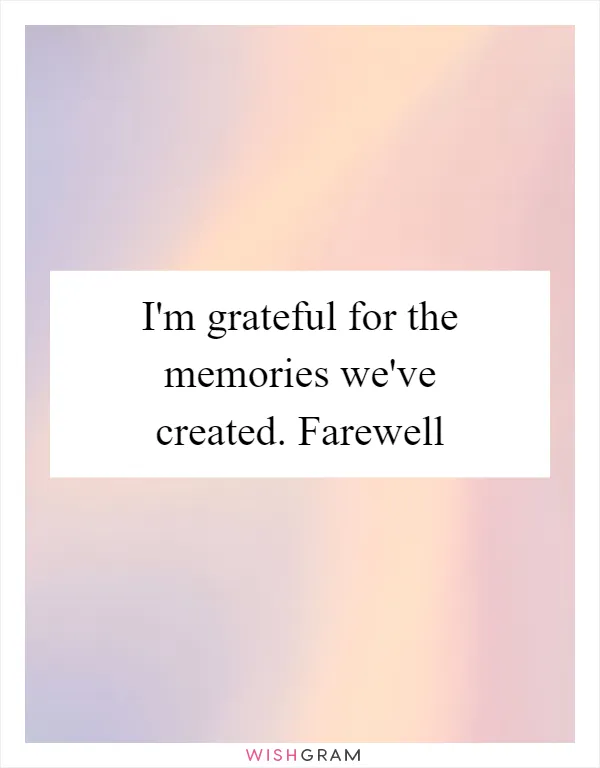 I'm grateful for the
memories we've
created. Farewell
WISHGRAM